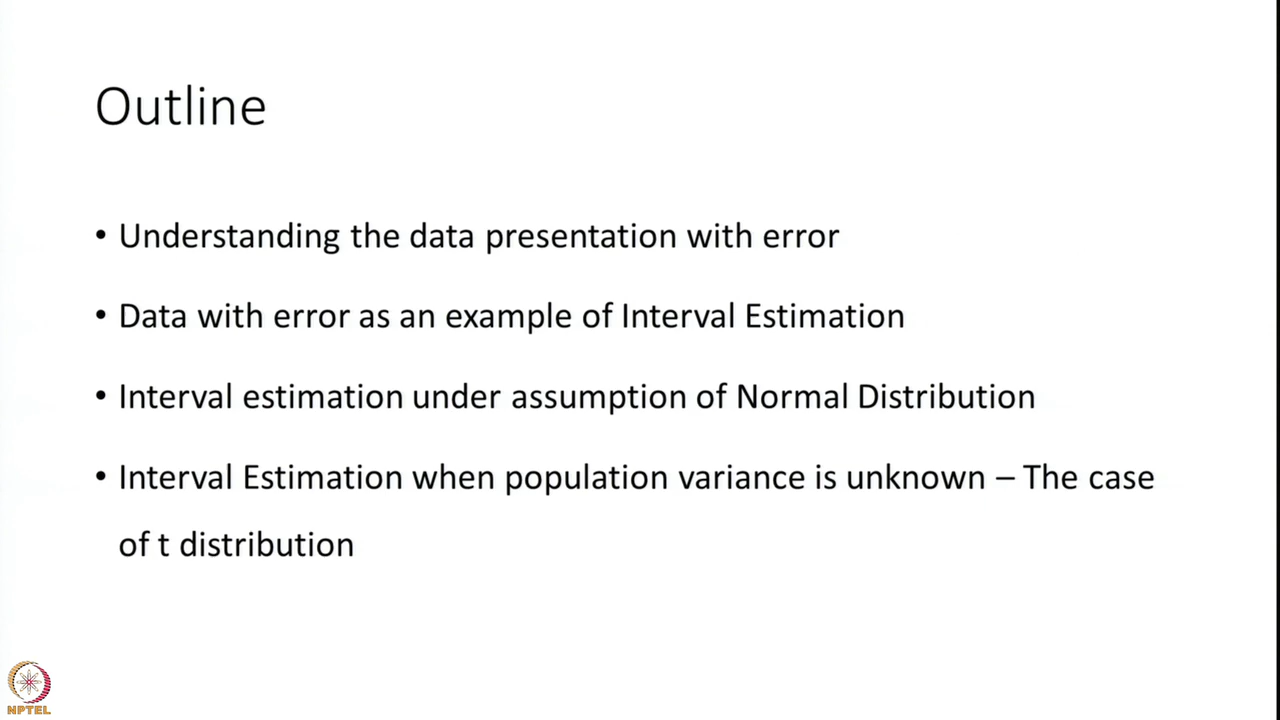 Outline
• Understanding the data presentation with error
• Data with error as an example of Interval Estimation
• Interval estimation under assumption of Normal Distribution
• Interval Estimation when population variance is unknown – The case
of t distribution
NPTEL